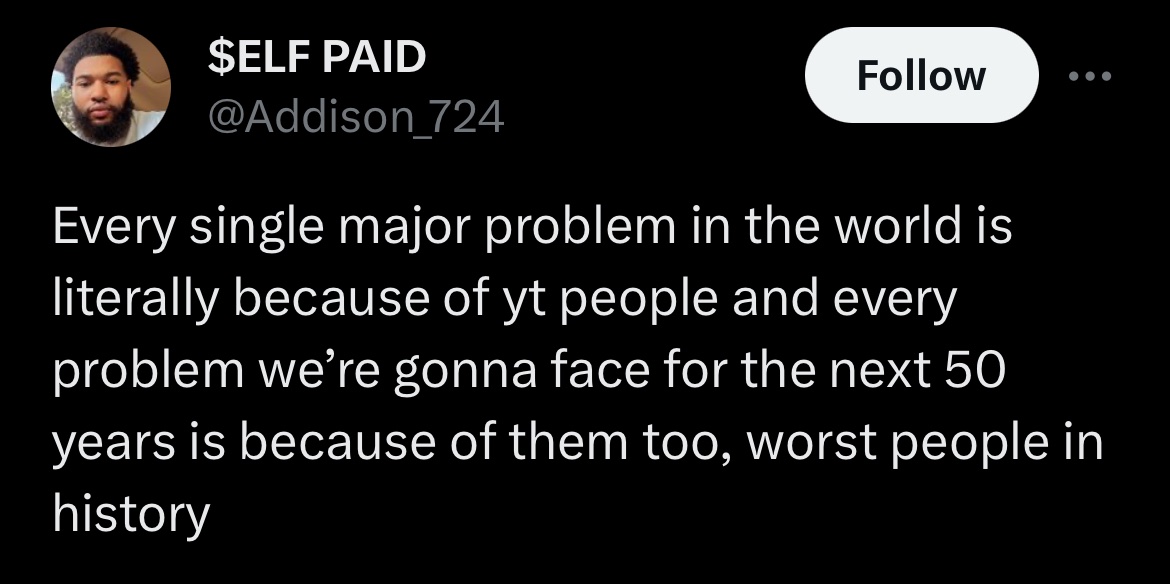 $ELF PAID
@Addison_724
Follow
Every single major problem in the world is
literally because of yt people and every
problem we’re gonna face for the next 50
years is because of them too, worst people in
history